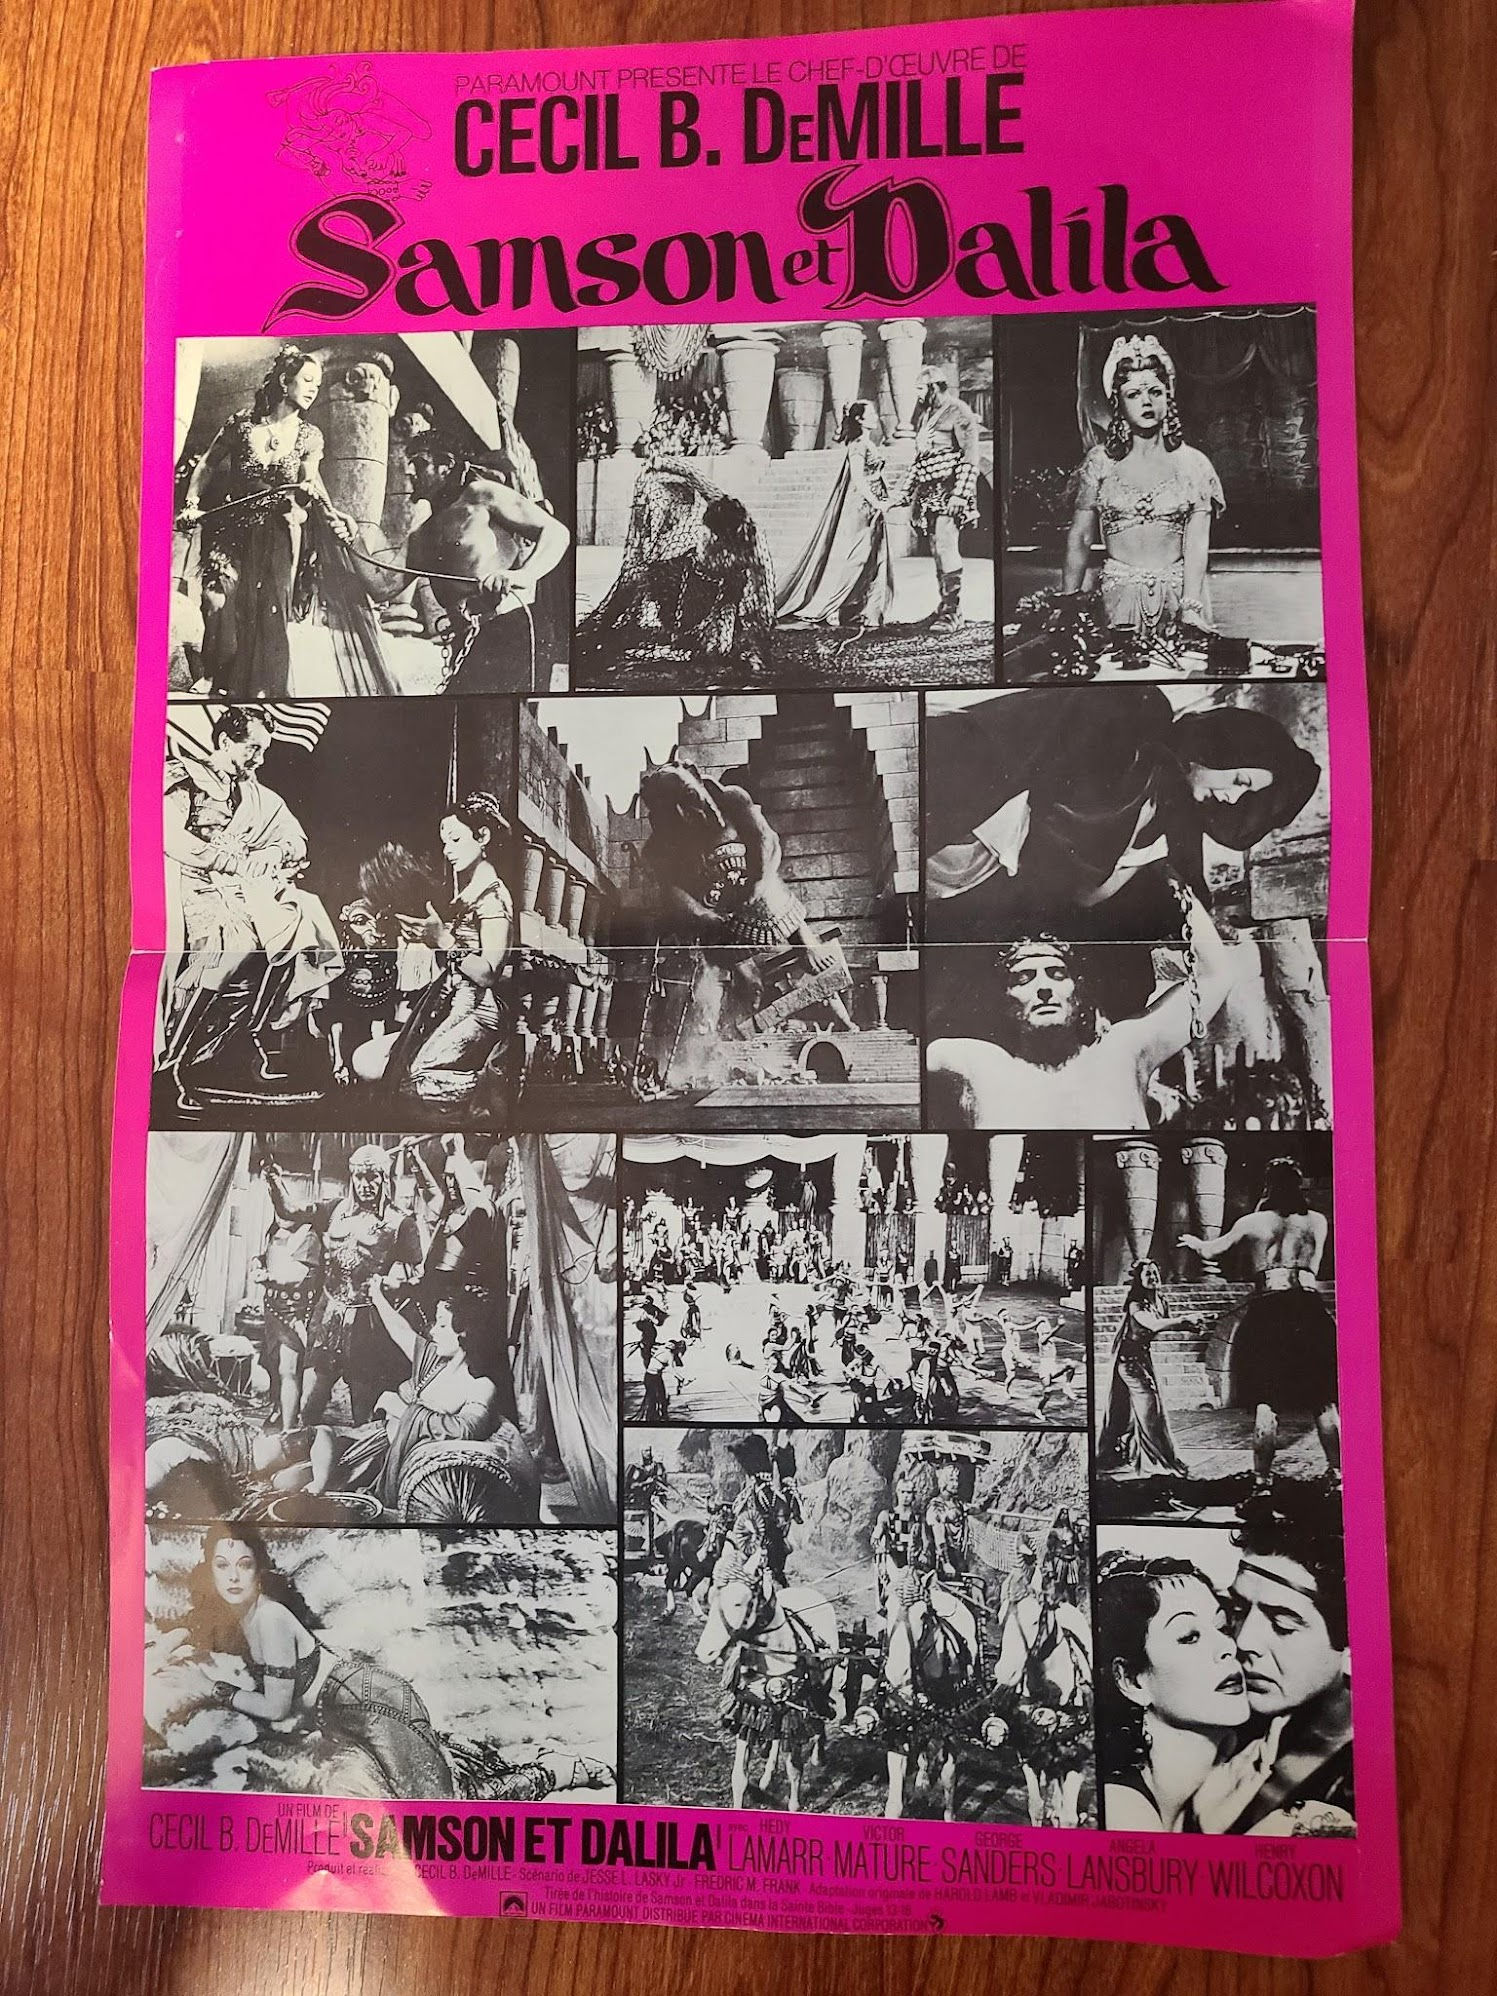 PARAMOUNT PRESENTE LE CHEF-D'ŒUVRE DE
CECIL B. DeMILLE
Samson et Dalila
UN FILM DE
CECIL B. DeMILLE 'SAMSON ET DALILA' avec HEDY LAMARR VICTOR MATURE GEORGE SANDERS ANGELA LANSBURY HENRY WILCOXON
Produit et CECIL B. DeMILLE - Scénario de JESSE L. LASKY Jr - FREDRIC M. FRANK - Adaptation originale de HAROLD LAMB et VLADIMIR JABOTINSKY
Tirée de l'histoire de Samson et Dalila dans la Sainte Bible - Juges 13-16
UN FILM PARAMOUNT DISTRIBUÉ PAR CINEMA INTERNATIONAL CORPORATION